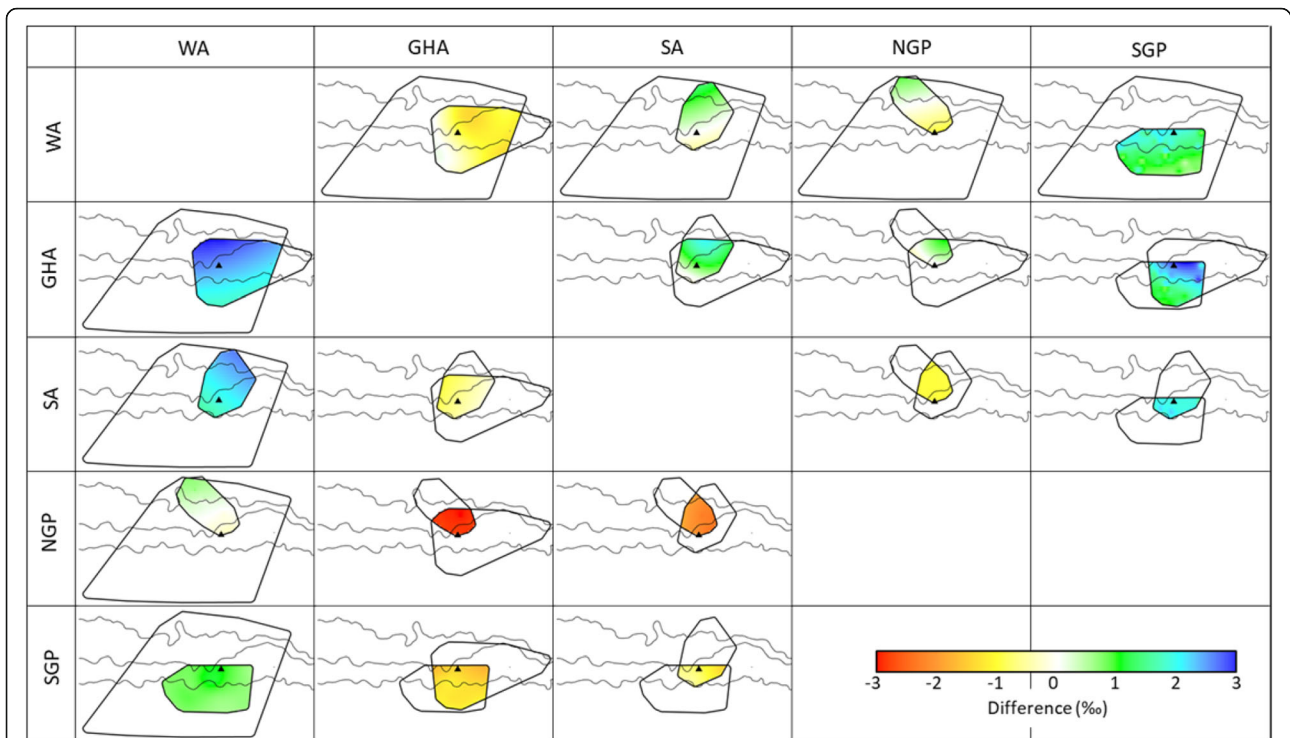 WA GHA SA NGP SGP
WA
GHA
SA
NGP
SGP
-3 -2 -1 0 1 2 3
Difference (‰)